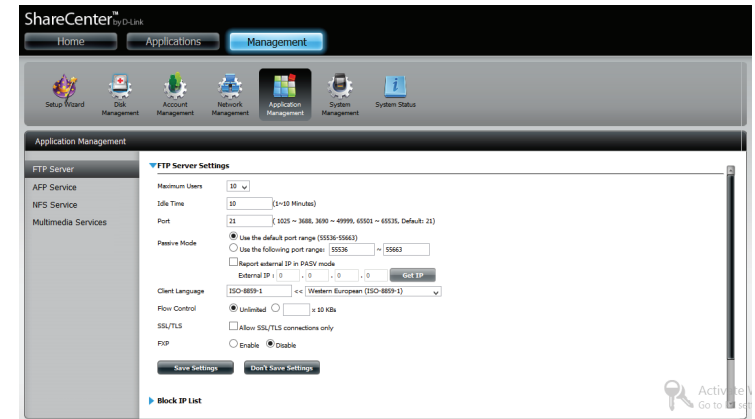 ShareCenter™ by D-Link
Home Applications Management
Setup Wizard Disk Management Account Management Network Management Application Management System Management System Status
Application Management
FTP Server
AFP Service
NFS Service
Multimedia Services
FTP Server Settings
Maximum Users 10
Idle Time 10 (1~10 Minutes)
Port 21 ( 1025 ~ 3688, 3690 ~ 49999, 65501 ~ 65535, Default: 21)
Passive Mode Use the default port range (55536-55663)
Use the following port range: 55536 ~ 55663
Report external IP in PASV mode
External IP : 0 . 0 . 0 . 0 Get IP
Client Language ISO-8859-1 << Western European (ISO-8859-1)
Flow Control Unlimited x 10 KBs
SSL/TLS Allow SSL/TLS connections only
FXP Enable Disable
Save Settings Don't Save Settings
Block IP List
Activate W
Go to